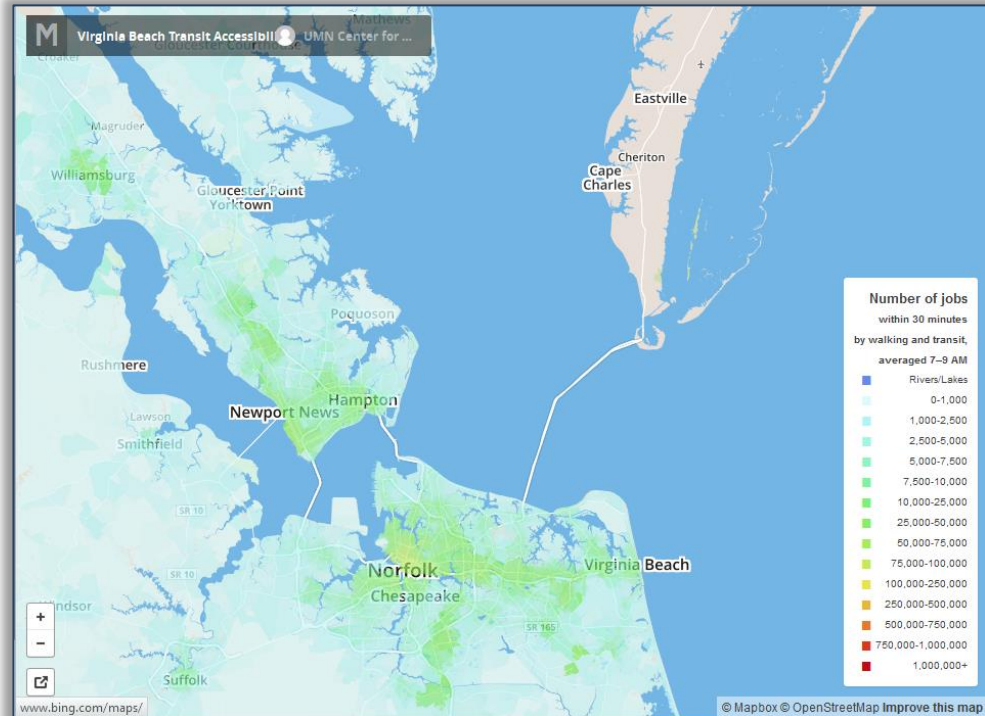 M Virginia Beach Transit Accessibili UMN Center for ...
Mathews
Gloucester Courthouse
Croaker
Magruder
Williamsburg
Gloucester Point
Yorktown
Poquoson
Rushmere
Hampton
Newport News
Lawson
Smithfield
SR 10
SR 10
Norfolk
Chesapeake
Virginia Beach
SR 165
Windsor
Suffolk
Eastville
Cheriton
Cape
Charles
+
−
Number of jobs
within 30 minutes
by walking and transit,
averaged 7–9 AM
Rivers/Lakes
0-1,000
1,000-2,500
2,500-5,000
5,000-7,500
7,500-10,000
10,000-25,000
25,000-50,000
50,000-75,000
75,000-100,000
100,000-250,000
250,000-500,000
500,000-750,000
750,000-1,000,000
1,000,000+
www.bing.com/maps/
© Mapbox © OpenStreetMap Improve this map